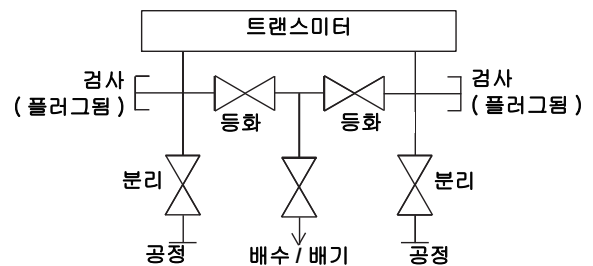 트랜스미터
검사
( 플러그됨 )
검사
( 플러그됨 )
등화
등화
분리
분리
공정
배수 / 배기
공정